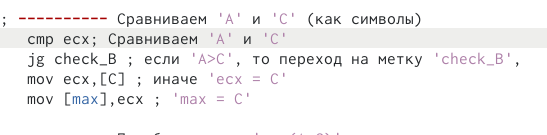 ; ---------- Сравниваем 'A' и 'C' (как символы)
cmp ecx; Сравниваем 'A' и 'C'
jg check_B ; если 'A>C', то переход на метку 'check_B',
mov ecx,[C] ; иначе 'ecx = C'
mov [max],ecx ; 'max = C'